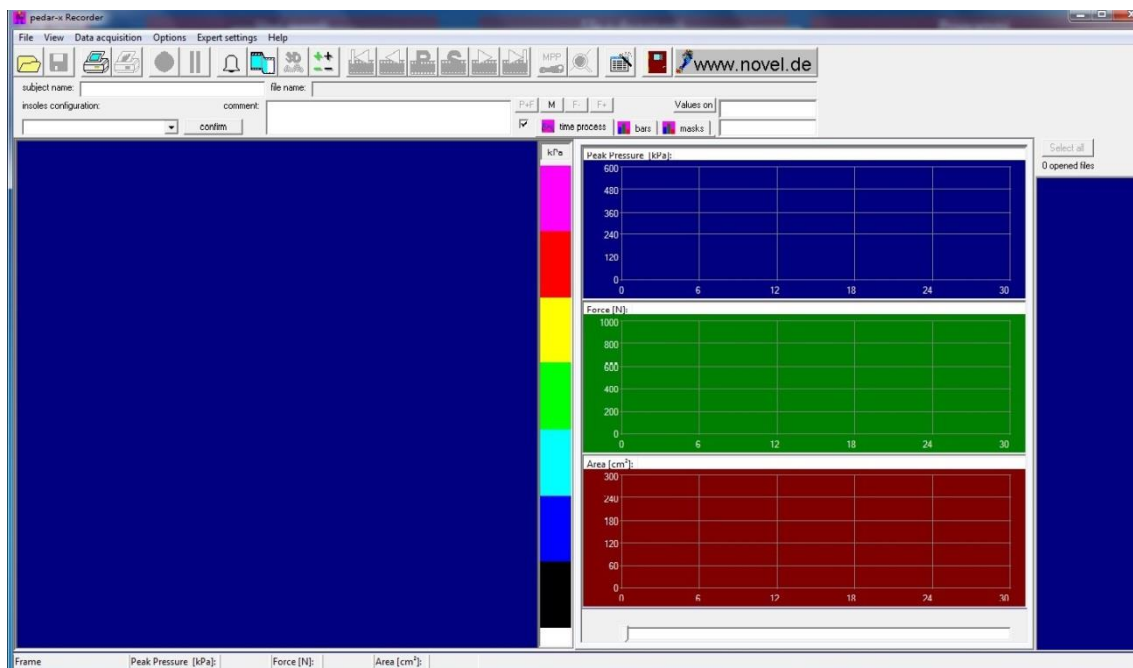 pedar-x Recorder
File View Data acquisition Options Expert settings Help
3D
R S MPP www.novel.de
subject name: file name:
insoles configuration: comment: P+F M F- F+ Values on
confirm time process bars masks
kPa
Select all
0 opened files
Peak Pressure [kPa]:
600
480
360
240
120
0
0 6 12 18 24 30
Force [N]:
1000
800
600
400
200
0
0 6 12 18 24 30
Area [cm²]:
300
240
180
120
60
0
0 6 12 18 24 30
Frame Peak Pressure [kPa]: Force [N]: Area [cm²]: